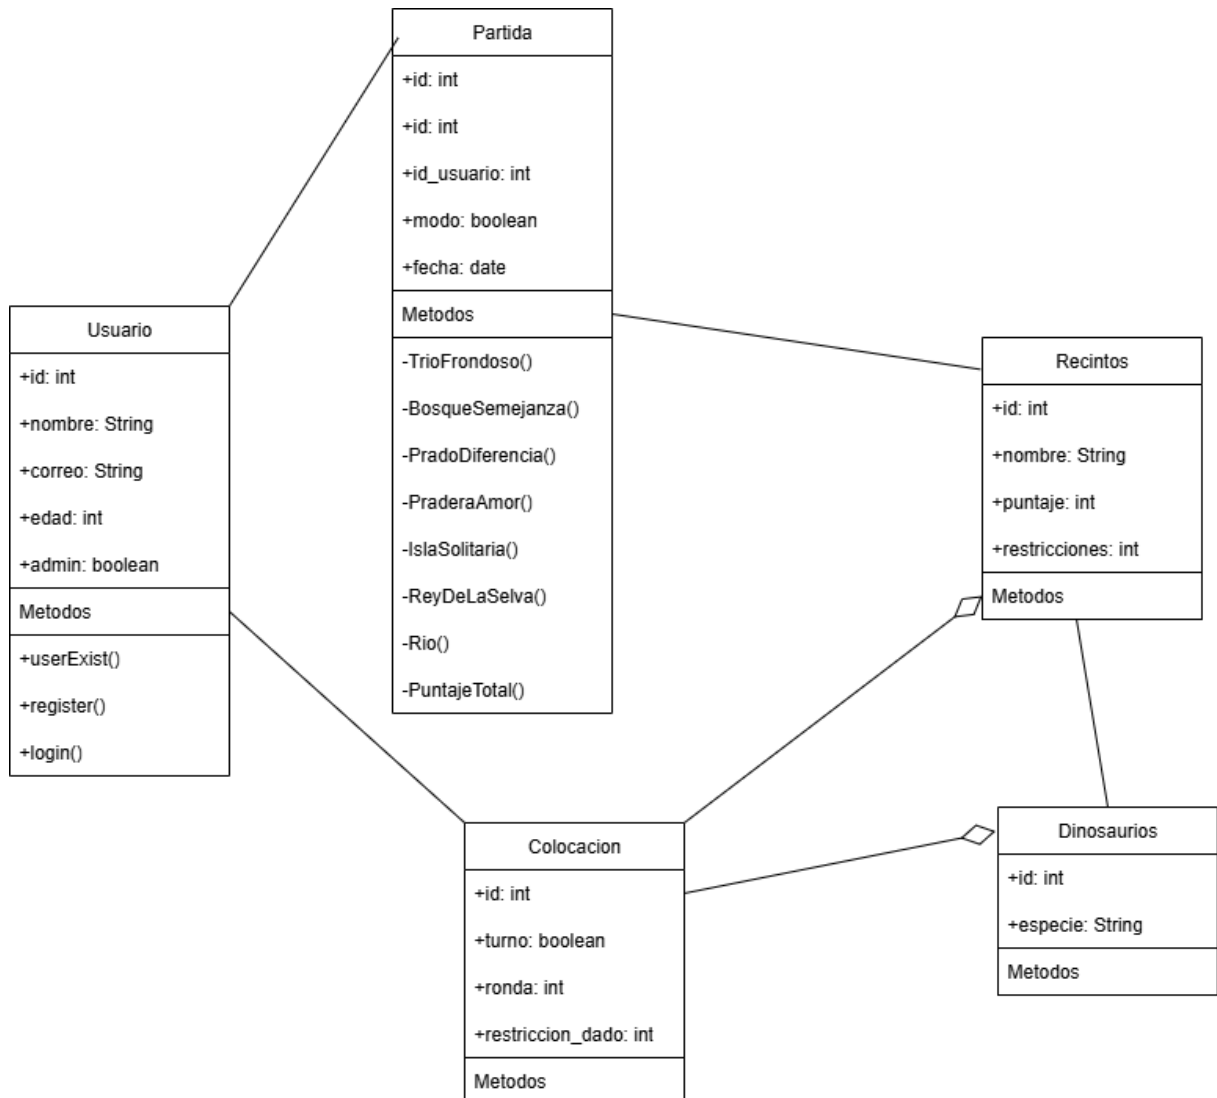 Partida
+id: int
+id: int
+id_usuario: int
+modo: boolean
+fecha: date
Metodos
-TrioFrondoso()
-BosqueSemejanza()
-PradoDiferencia()
-PraderaAmor()
-IslaSolitaria()
-ReyDeLaSelva()
-Rio()
-PuntajeTotal()
Usuario
+id: int
+nombre: String
+correo: String
+edad: int
+admin: boolean
Metodos
+userExist()
+register()
+login()
Recintos
+id: int
+nombre: String
+puntaje: int
+restricciones: int
Metodos
Colocacion
+id: int
+turno: boolean
+ronda: int
+restriccion_dado: int
Metodos
Dinosaurios
+id: int
+especie: String
Metodos